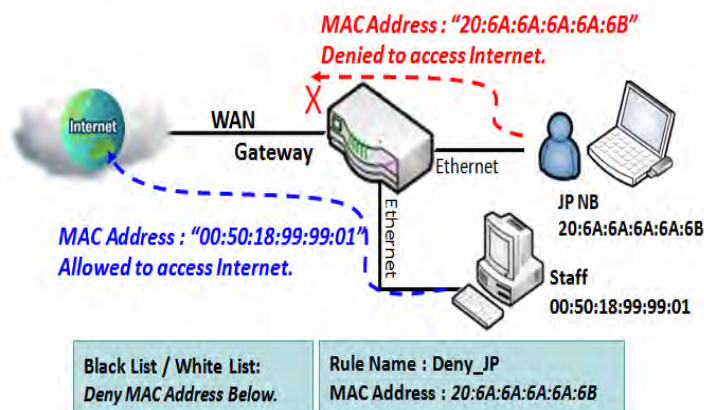 MAC Address : “20:6A:6A:6A:6A:6B”
Denied to access Internet.
Internet
WAN
Gateway
Ethernet
JP NB
20:6A:6A:6A:6A:6B
Ethernet
MAC Address : “00:50:18:99:99:01”
Allowed to access Internet.
Staff
00:50:18:99:99:01
Black List / White List:
Deny MAC Address Below.
Rule Name : Deny_JP
MAC Address : 20:6A:6A:6A:6A:6B